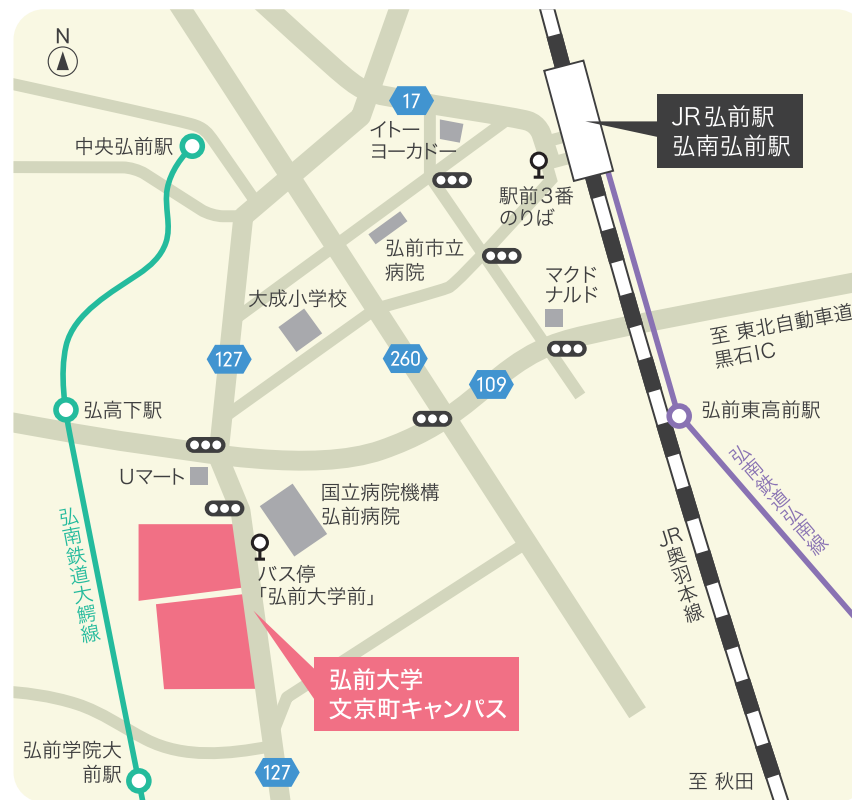 N
17
JR弘前駅
弘南弘前駅
イトー
ヨーカドー
中央弘前駅
駅前3番
のりば
弘前市立
病院
マクド
ナルド
大成小学校
至 東北自動車道
黒石IC
127
260
109
弘高下駅
弘前東高前駅
Uマート
国立病院機構
弘前病院
弘南鉄道弘南線
弘南鉄道大鰐線
JR奥羽本線
バス停
「弘前大学前」
弘前大学
文京町キャンパス
弘前学院大
前駅
127
至 秋田